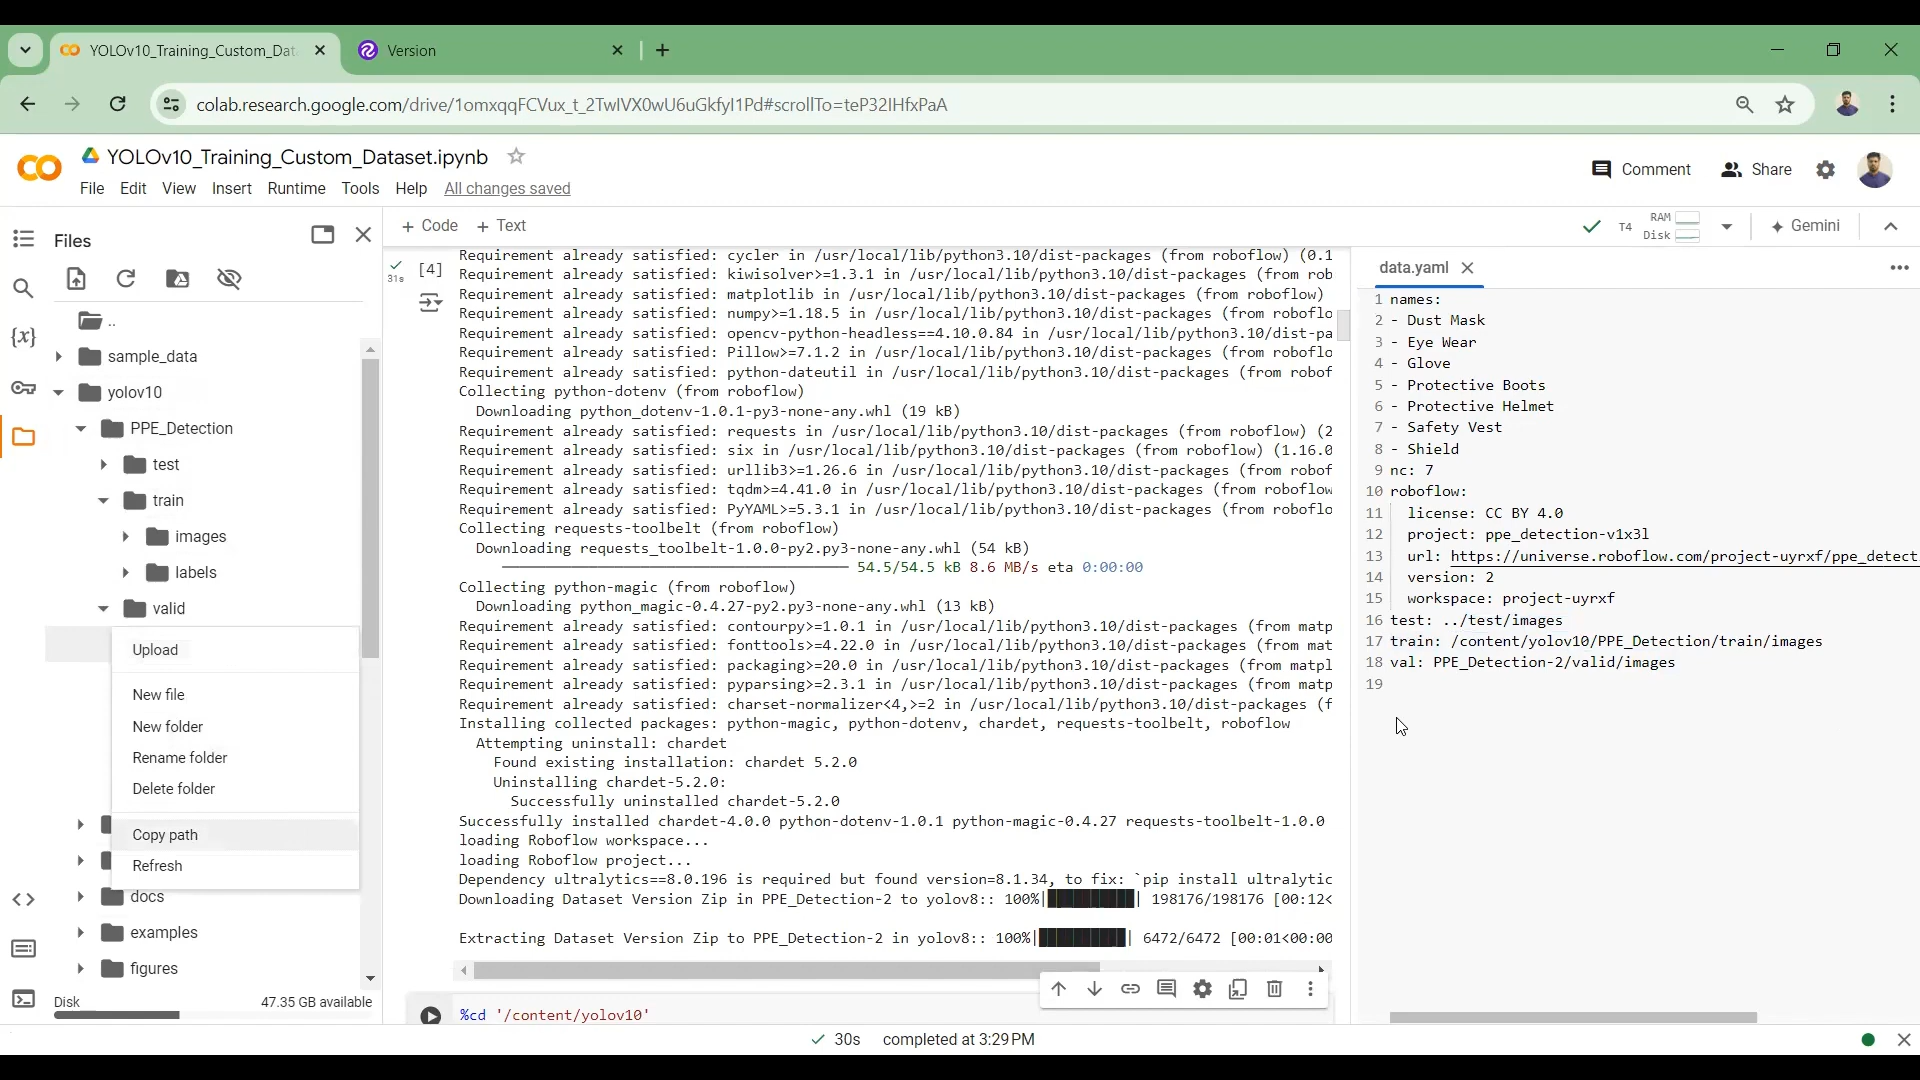 YOLOv10_Training_Custom_Dat
Version
colab.research.google.com/drive/1omxqqFCVux_t_2TwIVX0wU6uGkfyI1Pd#scrollTo=teP32IHfxPaA
YOLOv10_Training_Custom_Dataset.ipynb
File Edit View Insert Runtime Tools Help All changes saved
Comment Share
Files
+ Code + Text
T4 RAM Disk
Gemini
..
sample_data
yolov10
PPE_Detection
test
train
images
labels
valid
Upload
New file
New folder
Rename folder
Delete folder
Copy path
Refresh
docs
examples
figures
Disk 47.35 GB available
[4]
31s
Requirement already satisfied: cycler in /usr/local/lib/python3.10/dist-packages (from roboflow) (0.1
Requirement already satisfied: kiwisolver>=1.3.1 in /usr/local/lib/python3.10/dist-packages (from rob
Requirement already satisfied: matplotlib in /usr/local/lib/python3.10/dist-packages (from roboflow)
Requirement already satisfied: numpy>=1.18.5 in /usr/local/lib/python3.10/dist-packages (from roboflo
Requirement already satisfied: opencv-python-headless==4.10.0.84 in /usr/local/lib/python3.10/dist-pa
Requirement already satisfied: Pillow>=7.1.2 in /usr/local/lib/python3.10/dist-packages (from roboflo
Requirement already satisfied: python-dateutil in /usr/local/lib/python3.10/dist-packages (from robof
Collecting python-dotenv (from roboflow)
Downloading python_dotenv-1.0.1-py3-none-any.whl (19 kB)
Requirement already satisfied: requests in /usr/local/lib/python3.10/dist-packages (from roboflow) (2
Requirement already satisfied: six in /usr/local/lib/python3.10/dist-packages (from roboflow) (1.16.0
Requirement already satisfied: urllib3>=1.26.6 in /usr/local/lib/python3.10/dist-packages (from robof
Requirement already satisfied: tqdm>=4.41.0 in /usr/local/lib/python3.10/dist-packages (from roboflow
Requirement already satisfied: PyYAML>=5.3.1 in /usr/local/lib/python3.10/dist-packages (from roboflo
Collecting requests-toolbelt (from roboflow)
Downloading requests_toolbelt-1.0.0-py2.py3-none-any.whl (54 kB)
54.5/54.5 kB 8.6 MB/s eta 0:00:00
Collecting python-magic (from roboflow)
Downloading python_magic-0.4.27-py2.py3-none-any.whl (13 kB)
Requirement already satisfied: contourpy>=1.0.1 in /usr/local/lib/python3.10/dist-packages (from matp
Requirement already satisfied: fonttools>=4.22.0 in /usr/local/lib/python3.10/dist-packages (from mat
Requirement already satisfied: packaging>=20.0 in /usr/local/lib/python3.10/dist-packages (from matpl
Requirement already satisfied: pyparsing>=2.3.1 in /usr/local/lib/python3.10/dist-packages (from matp
Requirement already satisfied: charset-normalizer<4,>=2 in /usr/local/lib/python3.10/dist-packages (f
Installing collected packages: python-magic, python-dotenv, chardet, requests-toolbelt, roboflow
Attempting uninstall: chardet
Found existing installation: chardet 5.2.0
Uninstalling chardet-5.2.0:
Successfully uninstalled chardet-5.2.0
Successfully installed chardet-4.0.0 python-dotenv-1.0.1 python-magic-0.4.27 requests-toolbelt-1.0.0
loading Roboflow workspace...
loading Roboflow project...
Dependency ultralytics==8.0.196 is required but found version=8.1.34, to fix: `pip install ultralytic
Downloading Dataset Version Zip in PPE_Detection-2 to yolov8:: 100%|██████████| 198176/198176 [00:12<
Extracting Dataset Version Zip to PPE_Detection-2 in yolov8:: 100%|██████████| 6472/6472 [00:01<00:00
%cd '/content/yolov10'
data.yaml
1 names:
2 - Dust Mask
3 - Eye Wear
4 - Glove
5 - Protective Boots
6 - Protective Helmet
7 - Safety Vest
8 - Shield
9 nc: 7
10 roboflow:
11 license: CC BY 4.0
12 project: ppe_detection-v1x3l
13 url: https://universe.roboflow.com/project-uyrxf/ppe_detect
14 version: 2
15 workspace: project-uyrxf
16 test: ../test/images
17 train: /content/yolov10/PPE_Detection/train/images
18 val: PPE_Detection-2/valid/images
19
30s completed at 3:29 PM